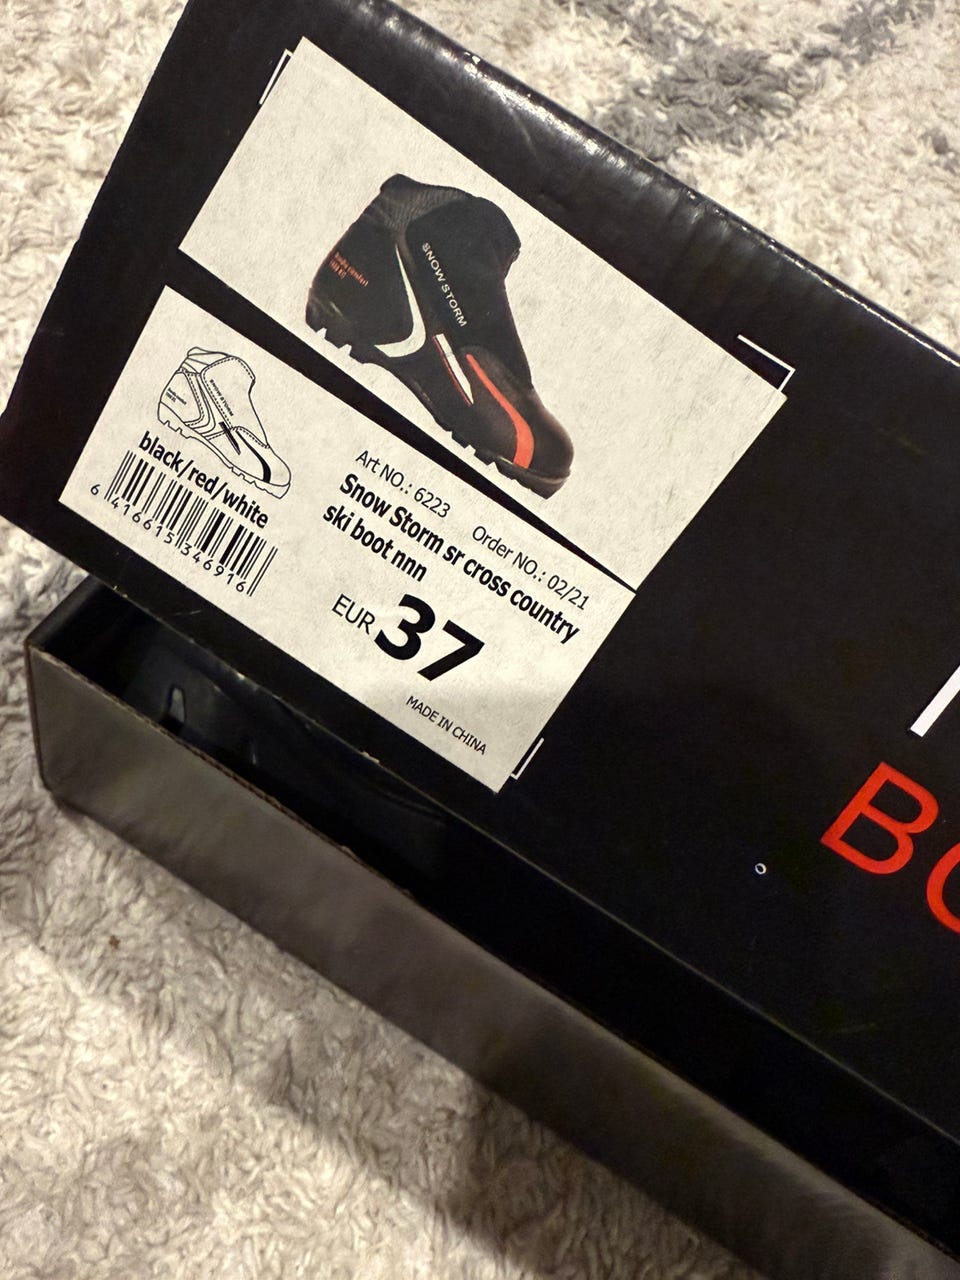 SNOW STORM
black/red/white
6 416615 346916
Art NO.: 6223
Order NO.: 02/21
Snow Storm sr cross country
ski boot nnn
EUR 37
MADE IN CHINA